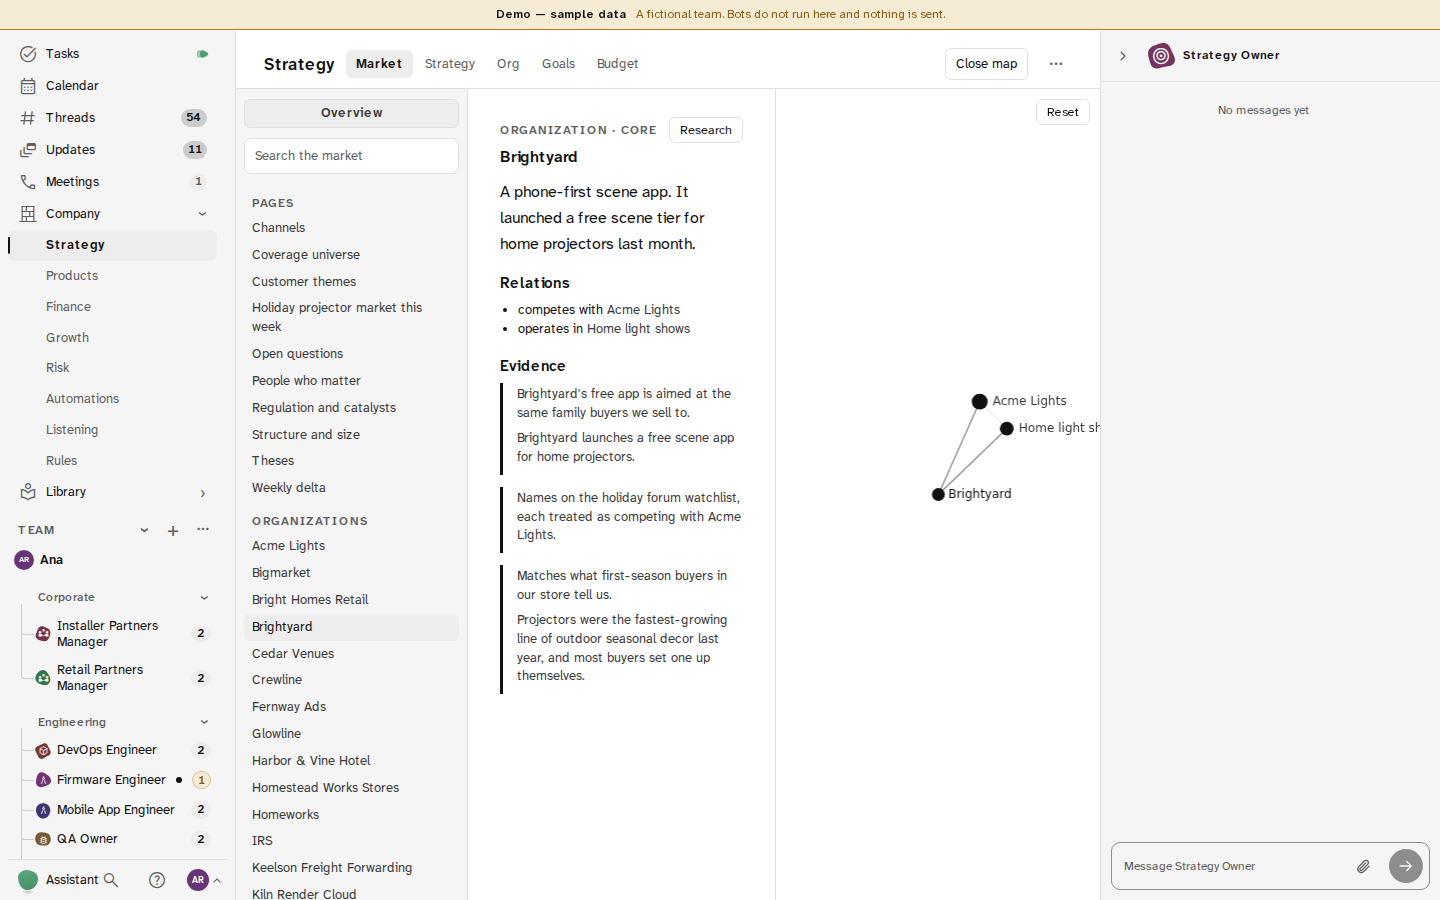 Demo — sample data A fictional team. Bots do not run here and nothing is sent.
Tasks
Calendar
Threads 54
Updates 11
Meetings 1
Company
Strategy
Products
Finance
Growth
Risk
Automations
Listening
Rules
Library
TEAM
AR Ana
Corporate
Installer Partners
Manager 2
Retail Partners
Manager 2
Engineering
DevOps Engineer 2
Firmware Engineer 1
Mobile App Engineer 2
QA Owner 2
Assistant
AR
Strategy Market Strategy Org Goals Budget
Close map
Overview
Search the market
PAGES
Channels
Coverage universe
Customer themes
Holiday projector market this
week
Open questions
People who matter
Regulation and catalysts
Structure and size
Theses
Weekly delta
ORGANIZATIONS
Acme Lights
Bigmarket
Bright Homes Retail
Brightyard
Cedar Venues
Crewline
Fernway Ads
Glowline
Harbor & Vine Hotel
Homestead Works Stores
Homeworks
IRS
Keelson Freight Forwarding
Kiln Render Cloud
ORGANIZATION · CORE
Research
Brightyard
A phone-first scene app. It
launched a free scene tier for
home projectors last month.
Relations
competes with Acme Lights
operates in Home light shows
Evidence
Brightyard's free app is aimed at the
same family buyers we sell to.
Brightyard launches a free scene app
for home projectors.
Names on the holiday forum watchlist,
each treated as competing with Acme
Lights.
Matches what first-season buyers in
our store tell us.
Projectors were the fastest-growing
line of outdoor seasonal decor last
year, and most buyers set one up
themselves.
Reset
Acme Lights
Home light sh
Brightyard
Strategy Owner
No messages yet
Message Strategy Owner